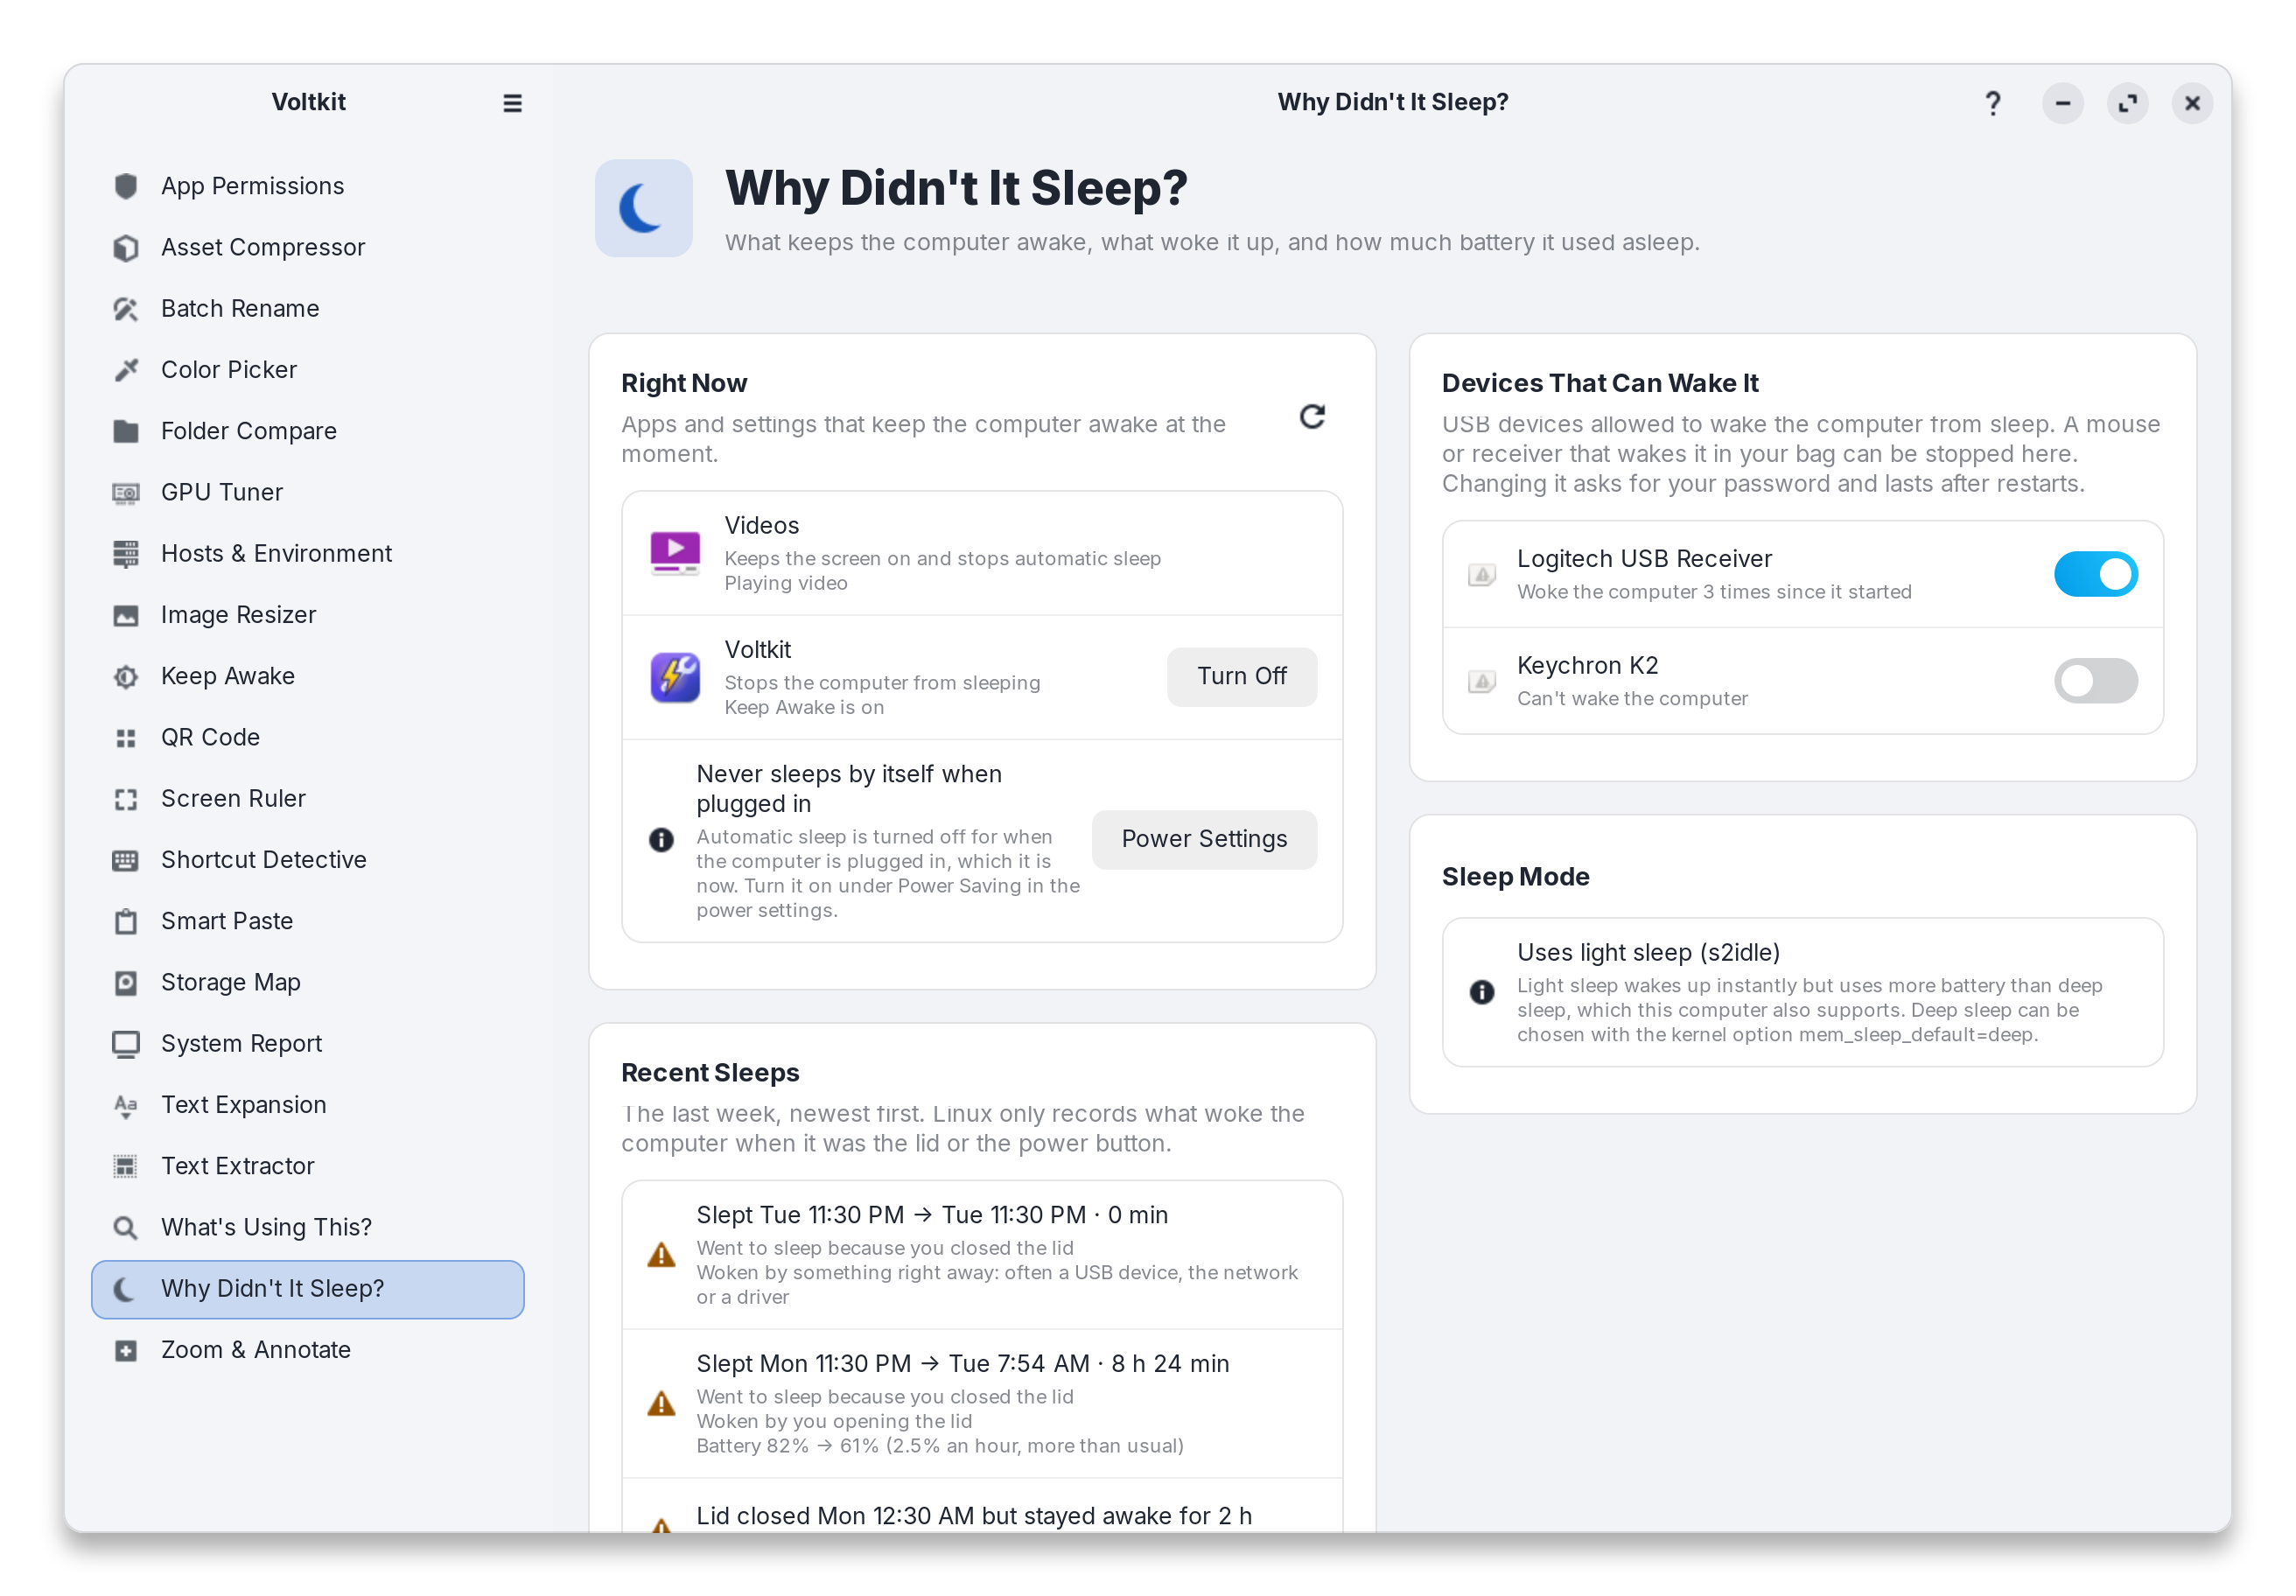 Voltkit
Why Didn't It Sleep?
?
App Permissions
Asset Compressor
Batch Rename
Color Picker
Folder Compare
GPU Tuner
Hosts & Environment
Image Resizer
Keep Awake
QR Code
Screen Ruler
Shortcut Detective
Smart Paste
Storage Map
System Report
Text Expansion
Text Extractor
What's Using This?
Why Didn't It Sleep?
Zoom & Annotate
Why Didn't It Sleep?
What keeps the computer awake, what woke it up, and how much battery it used asleep.
Right Now
Apps and settings that keep the computer awake at the
moment.
Videos
Keeps the screen on and stops automatic sleep
Playing video
Voltkit
Stops the computer from sleeping
Keep Awake is on
Turn Off
Never sleeps by itself when
plugged in
Automatic sleep is turned off for when
the computer is plugged in, which it is
now. Turn it on under Power Saving in the
power settings.
Power Settings
Recent Sleeps
The last week, newest first. Linux only records what woke the
computer when it was the lid or the power button.
Slept Tue 11:30 PM → Tue 11:30 PM · 0 min
Went to sleep because you closed the lid
Woken by something right away: often a USB device, the network
or a driver
Slept Mon 11:30 PM → Tue 7:54 AM · 8 h 24 min
Went to sleep because you closed the lid
Woken by you opening the lid
Battery 82% → 61% (2.5% an hour, more than usual)
Lid closed Mon 12:30 AM but stayed awake for 2 h
Devices That Can Wake It
USB devices allowed to wake the computer from sleep. A mouse
or receiver that wakes it in your bag can be stopped here.
Changing it asks for your password and lasts after restarts.
Logitech USB Receiver
Woke the computer 3 times since it started
Keychron K2
Can't wake the computer
Sleep Mode
Uses light sleep (s2idle)
Light sleep wakes up instantly but uses more battery than deep
sleep, which this computer also supports. Deep sleep can be
chosen with the kernel option mem_sleep_default=deep.